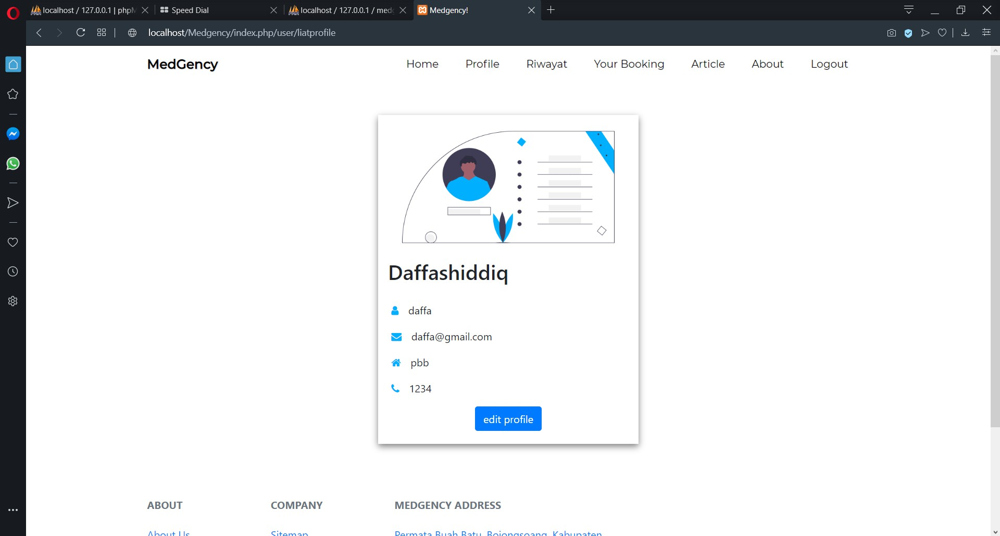 localhost / 127.0.0.1 | phpM
Speed Dial
localhost / 127.0.0.1 / medg
Medgency!
localhost/Medgency/index.php/user/liatprofile
MedGency
Home
Profile
Riwayat
Your Booking
Article
About
Logout
Daffashiddiq
daffa
daffa@gmail.com
pbb
1234
edit profile
ABOUT
COMPANY
MEDGENCY ADDRESS
About Us
Sitemap
Permata Buah Batu, Bojongsoang, Kabupaten